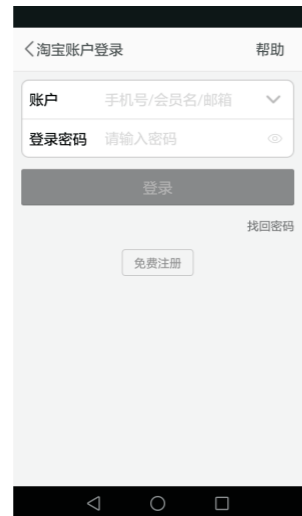 淘宝账户登录 帮助
账户 手机号/会员名/邮箱
登录密码 请输入密码
登录
找回密码
免费注册